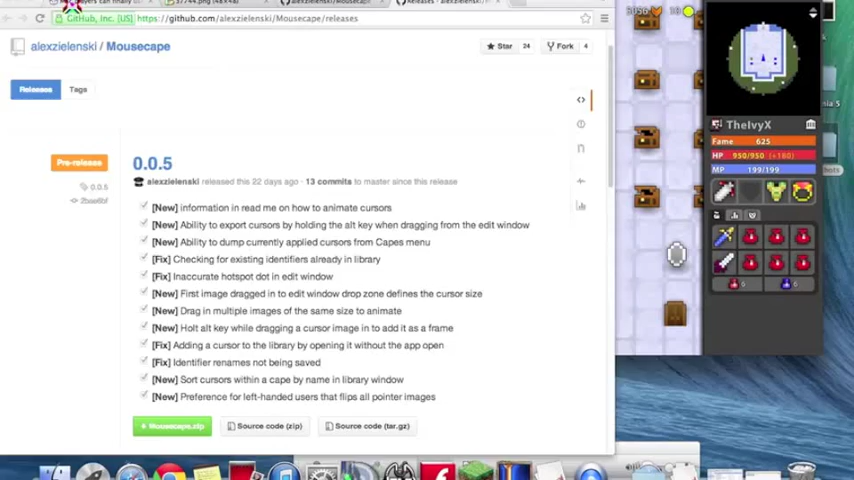 37744.png (48x48)
GitHub, Inc. [US] https://github.com/alexzielenski/Mousecape/releases
alexzielenski / Mousecape
Star 24 Fork 4
Releases Tags
Pre-release
0.0.5
alexzielenski released this 22 days ago · 13 commits to master since this release
0.0.5
[New] information in read me on how to animate cursors
[New] Ability to export cursors by holding the alt key when dragging from the edit window
[New] Ability to dump currently applied cursors from Capes menu
[Fix] Checking for existing identifiers already in library
[Fix] Inaccurate hotspot dot in edit window
[New] First image dragged in to edit window drop zone defines the cursor size
[New] Drag in multiple images of the same size to animate
[New] Holt alt key while dragging a cursor image in to add it as a frame
[Fix] Adding a cursor to the library by opening it without the app open
[Fix] Identifier renames not being saved
[New] Sort cursors within a cape by name in library window
[New] Preference for left-handed users that flips all pointer images
Mousecape.zip
Source code (zip)
Source code (tar.gz)
TheIvyX
Fame 625
HP 950/950 (+180)
MP 199/199
6 6